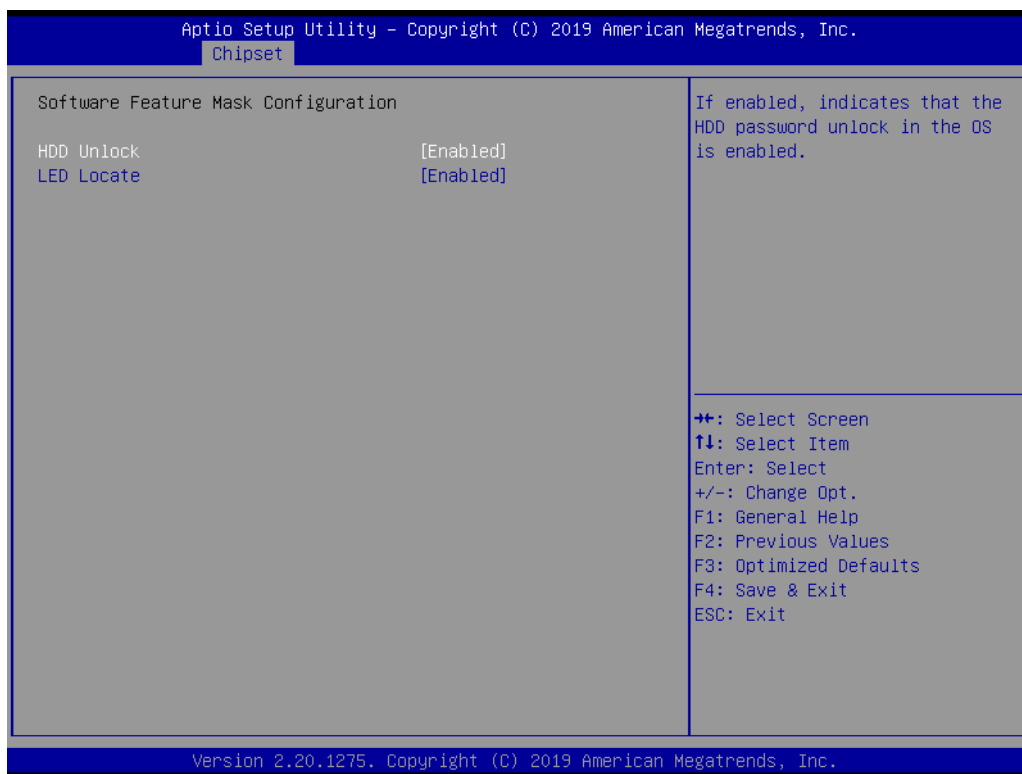 Aptio Setup Utility – Copyright (C) 2019 American Megatrends, Inc.
Chipset
Software Feature Mask Configuration
HDD Unlock [Enabled]
LED Locate [Enabled]
If enabled, indicates that the
HDD password unlock in the OS
is enabled.
→←: Select Screen
↑↓: Select Item
Enter: Select
+/-: Change Opt.
F1: General Help
F2: Previous Values
F3: Optimized Defaults
F4: Save & Exit
ESC: Exit
Version 2.20.1275. Copyright (C) 2019 American Megatrends, Inc.